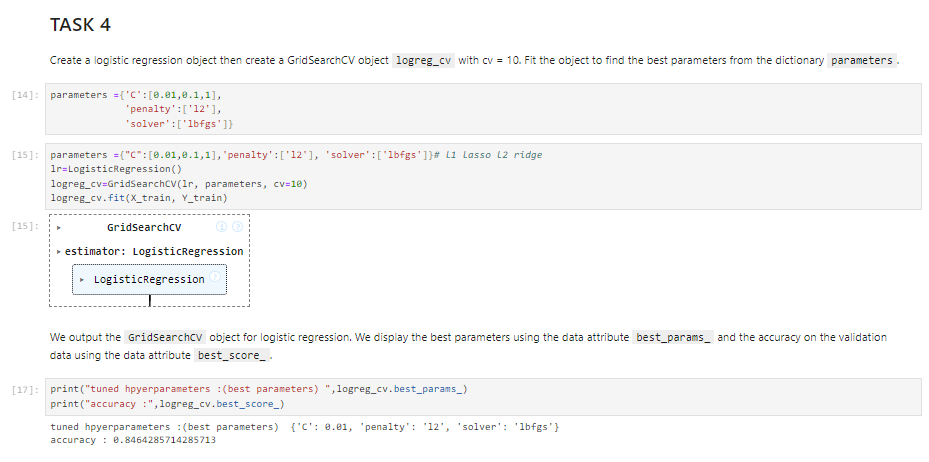 TASK 4
Create a logistic regression object then create a GridSearchCV object logreg_cv with cv = 10. Fit the object to find the best parameters from the dictionary parameters .
[14]: parameters ={'C':[0.01,0.1,1],
'penalty':['l2'],
'solver':['lbfgs']}
[15]: parameters ={"C":[0.01,0.1,1],'penalty':['l2'], 'solver':['lbfgs']}# l1 lasso l2 ridge
lr=LogisticRegression()
logreg_cv=GridSearchCV(lr, parameters, cv=10)
logreg_cv.fit(X_train, Y_train)
[15]: ▸ GridSearchCV i ?
▸ estimator: LogisticRegression
▸ LogisticRegression ?
We output the GridSearchCV object for logistic regression. We display the best parameters using the data attribute best_params_ and the accuracy on the validation
data using the data attribute best_score_.
[17]: print("tuned hpyerparameters :(best parameters) ",logreg_cv.best_params_)
print("accuracy :",logreg_cv.best_score_)
tuned hpyerparameters :(best parameters)  {'C': 0.01, 'penalty': 'l2', 'solver': 'lbfgs'}
accuracy : 0.8464285714285713